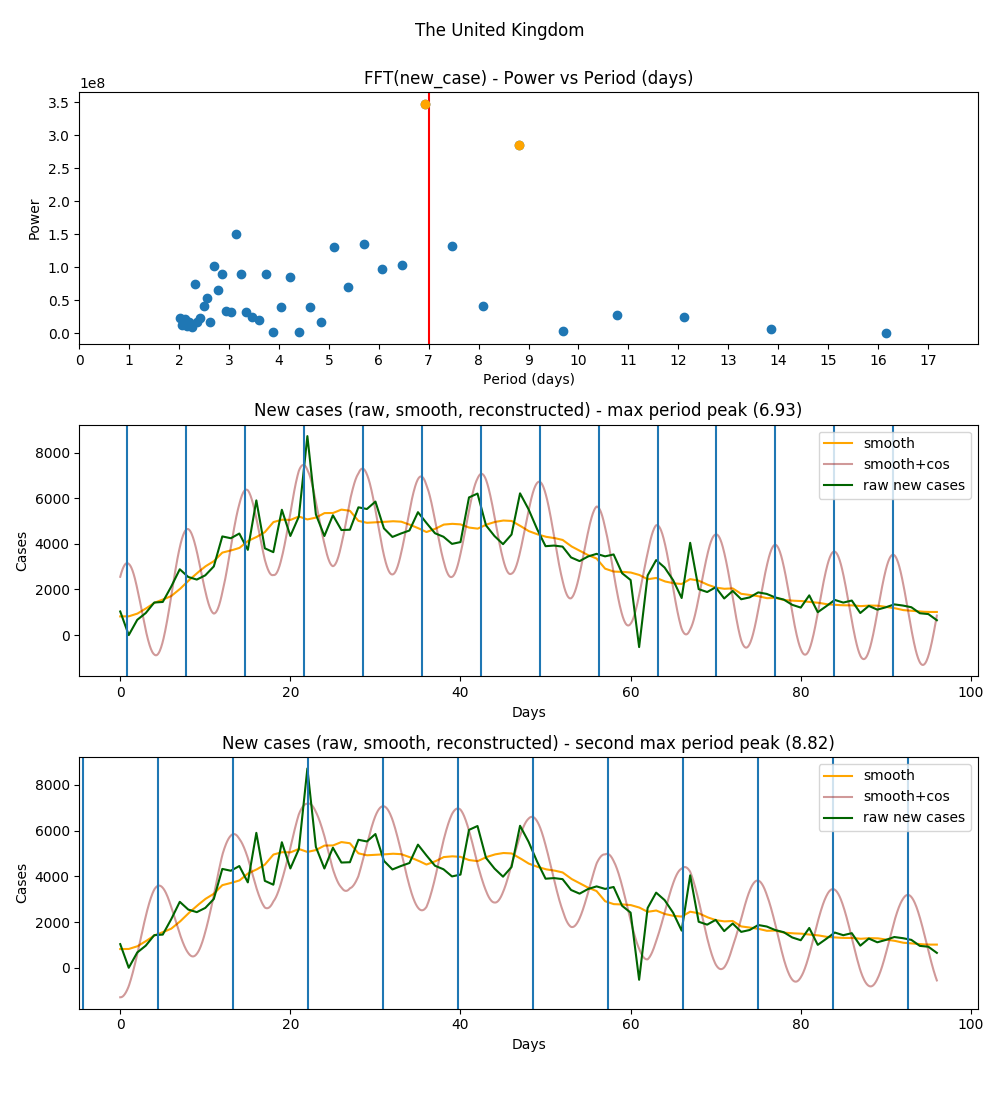 The United Kingdom
FFT(new_case) - Power vs Period (days)
1e8
3.5
3.0
2.5
2.0
1.5
1.0
0.5
0.0
Power
0 1 2 3 4 5 6 7 8 9 10 11 12 13 14 15 16 17
Period (days)
New cases (raw, smooth, reconstructed) - max period peak (6.93)
smooth
smooth+cos
raw new cases
8000
6000
4000
2000
0
Cases
0 20 40 60 80 100
Days
New cases (raw, smooth, reconstructed) - second max period peak (8.82)
smooth
smooth+cos
raw new cases
8000
6000
4000
2000
0
Cases
0 20 40 60 80 100
Days